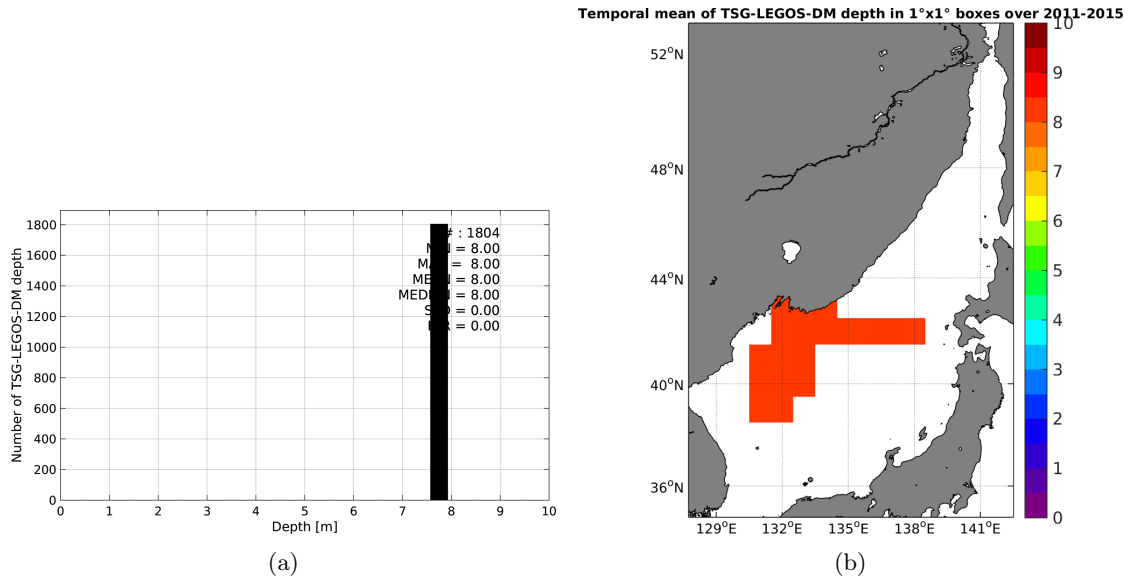 Temporal mean of TSG-LEGOS-DM depth in 1°x1° boxes over 2011-2015
Number of TSG-LEGOS-DM depth
1800
1600
1400
1200
1000
800
600
400
200
0
: 1804
= 8.00
= 8.00
= 8.00
= 8.00
= 0.00
= 0.00
0 1 2 3 4 5 6 7 8 9 10
Depth [m]
(a)
52°N
48°N
44°N
40°N
36°N
129°E 132°E 135°E 138°E 141°E
10
9
8
7
6
5
4
3
2
1
0
(b)